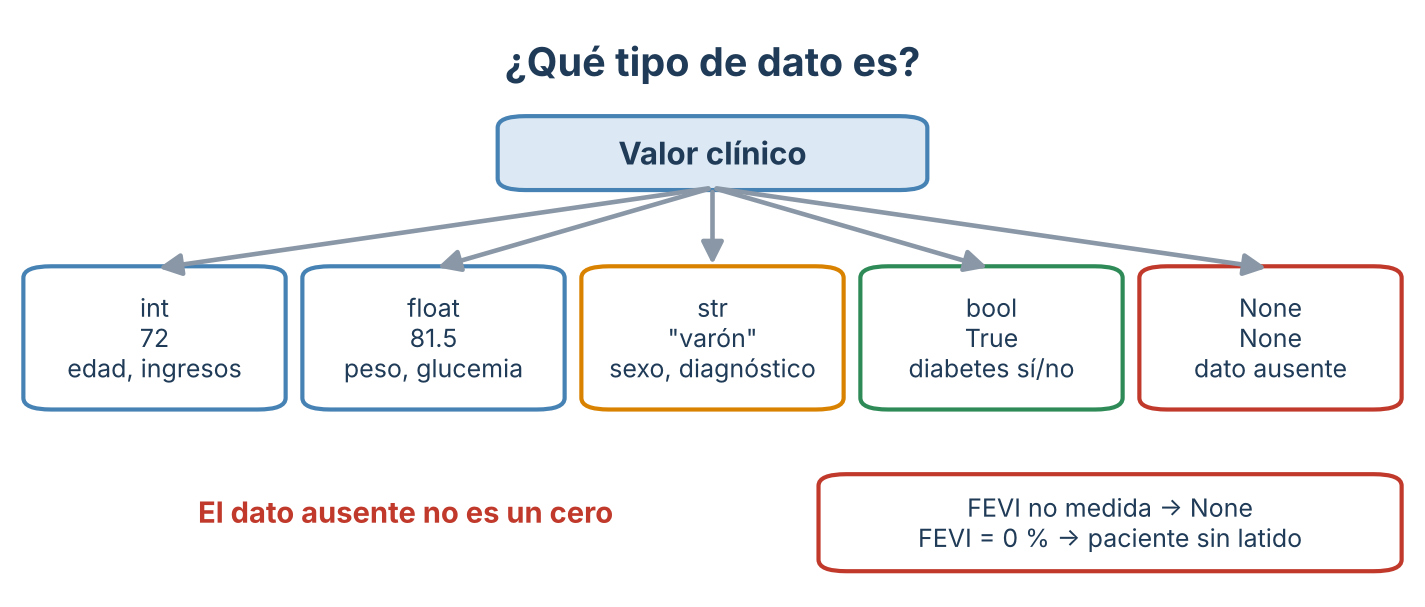 ¿Qué tipo de dato es?
Valor clínico
int
72
edad, ingresos
float
81.5
peso, glucemia
str
"varón"
sexo, diagnóstico
bool
True
diabetes sí/no
None
None
dato ausente
El dato ausente no es un cero
FEVI no medida → None
FEVI = 0 % → paciente sin latido